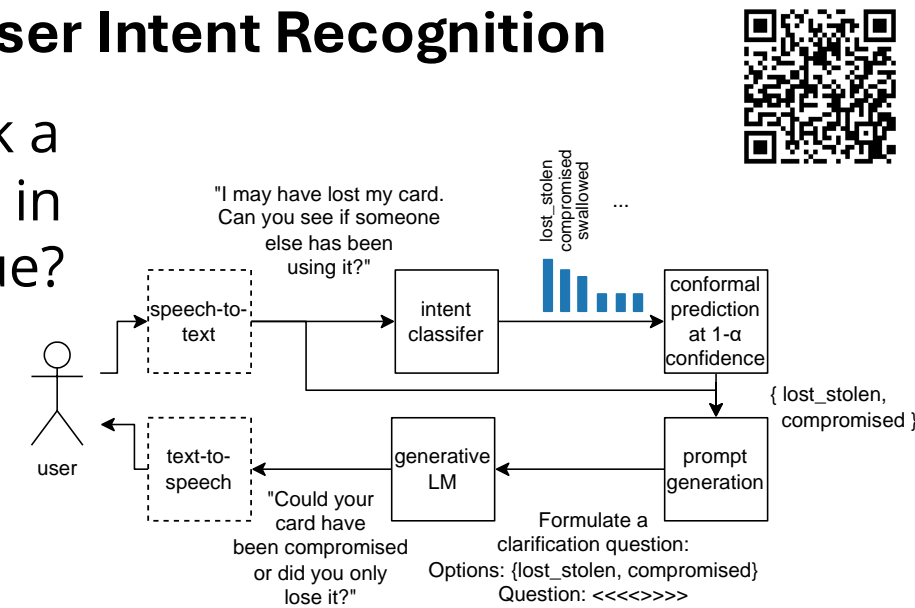 ser Intent Recognition
k a
in
ue?
"I may have lost my card.
Can you see if someone
else has been
using it?"
lost_stolen
compromised
swallowed
...
speech-to-
text
intent
classifer
conformal
prediction
at 1-α
confidence
{ lost_stolen,
compromised }
user
text-to-
speech
generative
LM
prompt
generation
"Could your
card have
been compromised
or did you only
lose it?"
Formulate a
clarification question:
Options: {lost_stolen, compromised}
Question: <<<<>>>>